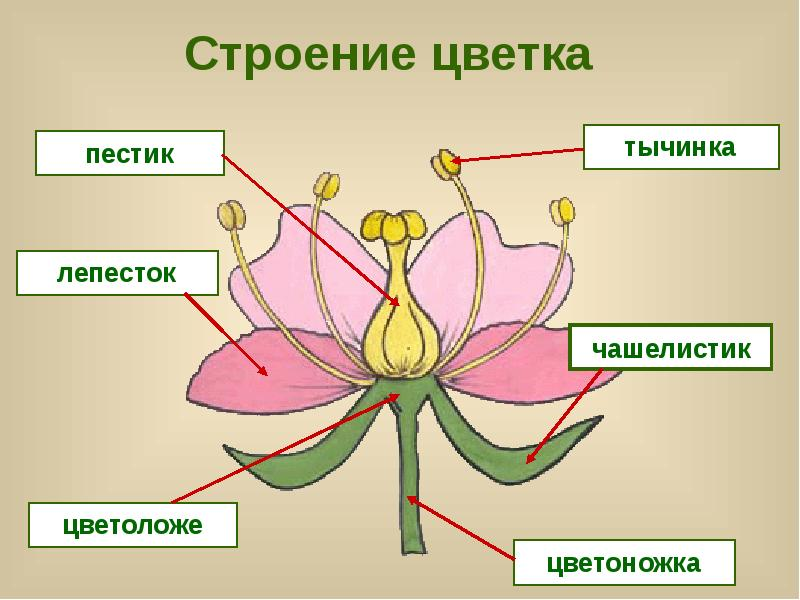 Строение цветка
пестик
тычинка
лепесток
чашелистик
цветоложе
цветоножка